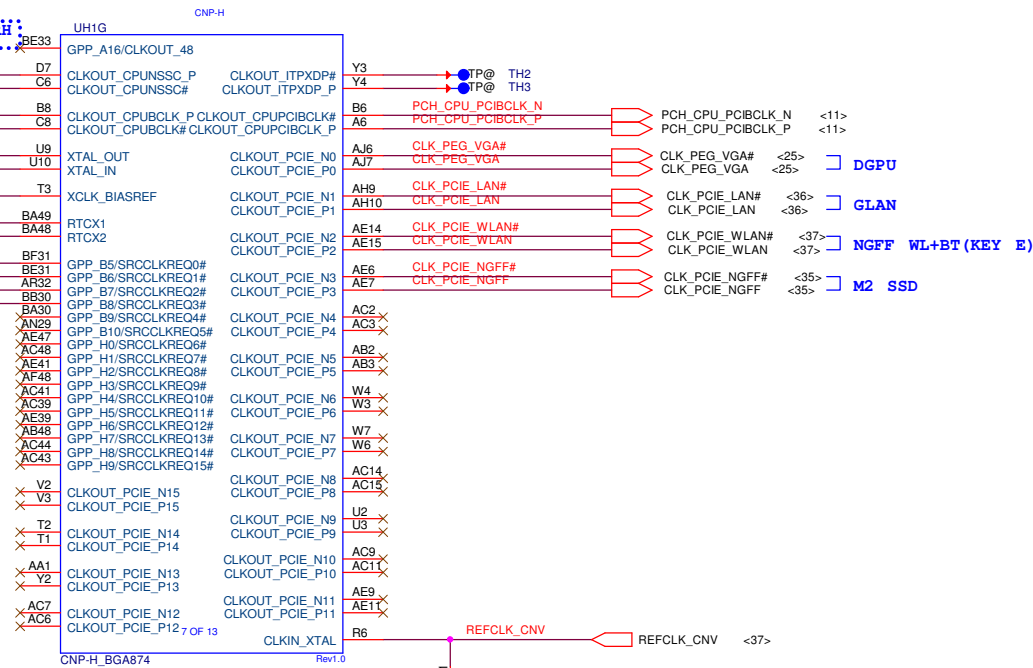 CNP-H
H
UH1G
BE33 GPP_A16/CLKOUT_48
D7 CLKOUT_CPUNSSC_P CLKOUT_ITPXDP# Y3 TP@ TH2
C6 CLKOUT_CPUNSSC# CLKOUT_ITPXDP_P Y4 TP@ TH3
B8 CLKOUT_CPUBCLK_P CLKOUT_CPUPCIBCLK# B6 PCH_CPU_PCIBCLK_N PCH_CPU_PCIBCLK_N <11>
C8 CLKOUT_CPUBCLK# CLKOUT_CPUPCIBCLK_P A6 PCH_CPU_PCIBCLK_P PCH_CPU_PCIBCLK_P <11>
U9 XTAL_OUT CLKOUT_PCIE_N0 AJ6 CLK_PEG_VGA# CLK_PEG_VGA# <25>
U10 XTAL_IN CLKOUT_PCIE_P0 AJ7 CLK_PEG_VGA CLK_PEG_VGA <25> DGPU
T3 XCLK_BIASREF CLKOUT_PCIE_N1 AH9 CLK_PCIE_LAN# CLK_PCIE_LAN# <36>
CLKOUT_PCIE_P1 AH10 CLK_PCIE_LAN CLK_PCIE_LAN <36> GLAN
BA49 RTCX1
BA48 RTCX2 CLKOUT_PCIE_N2 AE14 CLK_PCIE_WLAN# CLK_PCIE_WLAN# <37>
CLKOUT_PCIE_P2 AE15 CLK_PCIE_WLAN CLK_PCIE_WLAN <37> NGFF WL+BT(KEY E)
BF31 GPP_B5/SRCCLKREQ0#
BE31 GPP_B6/SRCCLKREQ1# CLKOUT_PCIE_N3 AE6 CLK_PCIE_NGFF# CLK_PCIE_NGFF# <35>
AR32 GPP_B7/SRCCLKREQ2# CLKOUT_PCIE_P3 AE7 CLK_PCIE_NGFF CLK_PCIE_NGFF <35> M2 SSD
BB30 GPP_B8/SRCCLKREQ3#
BA30 GPP_B9/SRCCLKREQ4# CLKOUT_PCIE_N4 AC2
AN29 GPP_B10/SRCCLKREQ5# CLKOUT_PCIE_P4 AC3
AE47 GPP_H0/SRCCLKREQ6#
AC48 GPP_H1/SRCCLKREQ7# CLKOUT_PCIE_N5 AB2
AE41 GPP_H2/SRCCLKREQ8# CLKOUT_PCIE_P5 AB3
AF48 GPP_H3/SRCCLKREQ9#
AC41 GPP_H4/SRCCLKREQ10# CLKOUT_PCIE_N6 W4
AC39 GPP_H5/SRCCLKREQ11# CLKOUT_PCIE_P6 W3
AE39 GPP_H6/SRCCLKREQ12#
AB48 GPP_H7/SRCCLKREQ13# CLKOUT_PCIE_N7 W7
AC44 GPP_H8/SRCCLKREQ14# CLKOUT_PCIE_P7 W6
AC43 GPP_H9/SRCCLKREQ15#
CLKOUT_PCIE_N8 AC14
V2 CLKOUT_PCIE_N15 CLKOUT_PCIE_P8 AC15
V3 CLKOUT_PCIE_P15
CLKOUT_PCIE_N9 U2
T2 CLKOUT_PCIE_N14 CLKOUT_PCIE_P9 U3
T1 CLKOUT_PCIE_P14
CLKOUT_PCIE_N10 AC9
AA1 CLKOUT_PCIE_N13 CLKOUT_PCIE_P10 AC11
Y2 CLKOUT_PCIE_P13
CLKOUT_PCIE_N11 AE9
AC7 CLKOUT_PCIE_N12 CLKOUT_PCIE_P11 AE11
AC6 CLKOUT_PCIE_P12 7 OF 13
CLKIN_XTAL R6 REFCLK_CNV REFCLK_CNV <37>
CNP-H_BGA874 Rev1.0